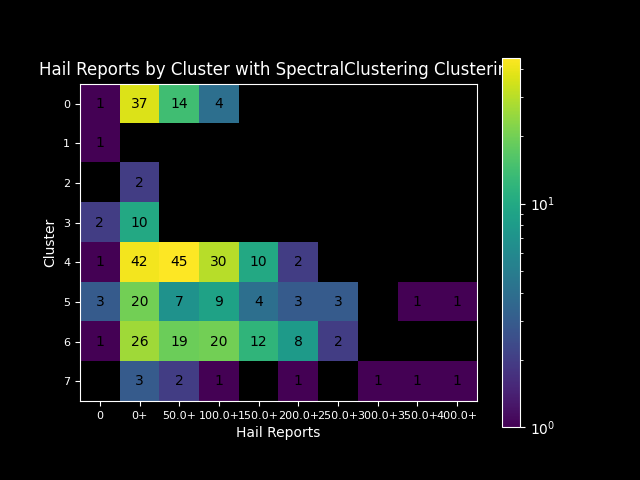 Hail Reports by Cluster with SpectralClustering Clusterin
0 1 37 14 4
1 1
2 2
3 2 10
4 1 42 45 30 10 2
5 3 20 7 9 4 3 3 1 1
6 1 26 19 20 12 8 2
7 3 2 1 1 1 1 1
0 0+ 50.0+ 100.0+ 150.0+ 200.0+ 250.0+ 300.0+ 350.0+ 400.0+
Hail Reports
Cluster
10¹
10⁰